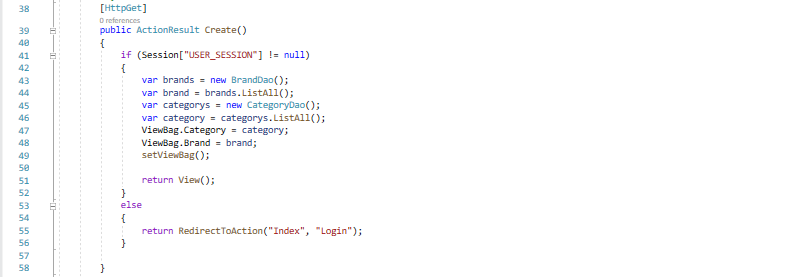 38 [HttpGet]
0 references
39 public ActionResult Create()
40 {
41 if (Session["USER_SESSION"] != null)
42 {
43 var brands = new BrandDao();
44 var brand = brands.ListAll();
45 var categorys = new CategoryDao();
46 var category = categorys.ListAll();
47 ViewBag.Category = category;
48 ViewBag.Brand = brand;
49 setViewBag();
50
51 return View();
52 }
53 else
54 {
55 return RedirectToAction("Index", "Login");
56 }
57
58 }